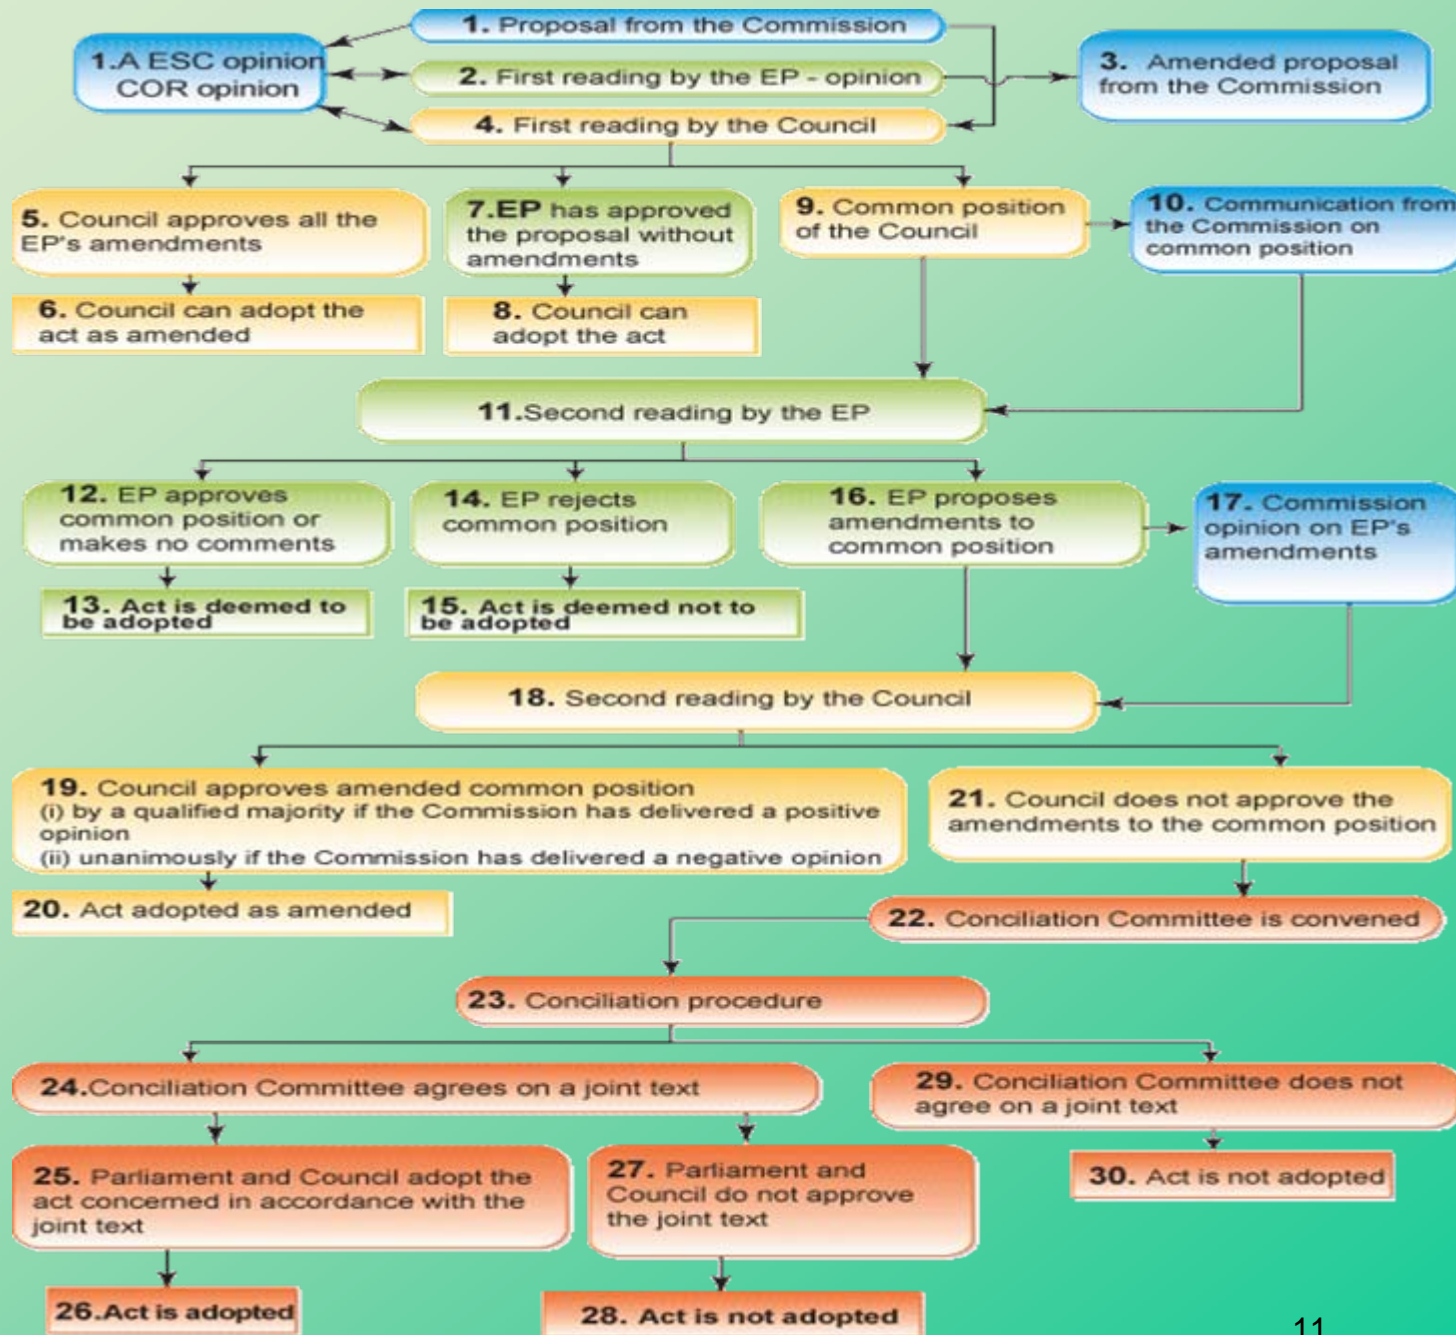 1. Proposal from the Commission
1.A ESC opinion
COR opinion
2. First reading by the EP - opinion
3. Amended proposal
from the Commission
4. First reading by the Council
5. Council approves all the
EP's amendments
7.EP has approved
the proposal without
amendments
9. Common position
of the Council
10. Communication from
the Commission on
common position
6. Council can adopt the
act as amended
8. Council can
adopt the act
11.Second reading by the EP
12. EP approves
common position or
makes no comments
14. EP rejects
common position
16. EP proposes
amendments to
common position
17. Commission
opinion on EP's
amendments
13. Act is deemed to
be adopted
15. Act is deemed not to
be adopted
18. Second reading by the Council
19. Council approves amended common position
(i) by a qualified majority if the Commission has delivered a positive
opinion
(ii) unanimously if the Commission has delivered a negative opinion
21. Council does not approve the
amendments to the common position
20. Act adopted as amended
22. Conciliation Committee is convened
23. Conciliation procedure
24.Conciliation Committee agrees on a joint text
29. Conciliation Committee does not
agree on a joint text
25. Parliament and Council adopt the
act concerned in accordance with the
joint text
27. Parliament and
Council do not approve
the joint text
30. Act is not adopted
26.Act is adopted
28. Act is not adopted
11